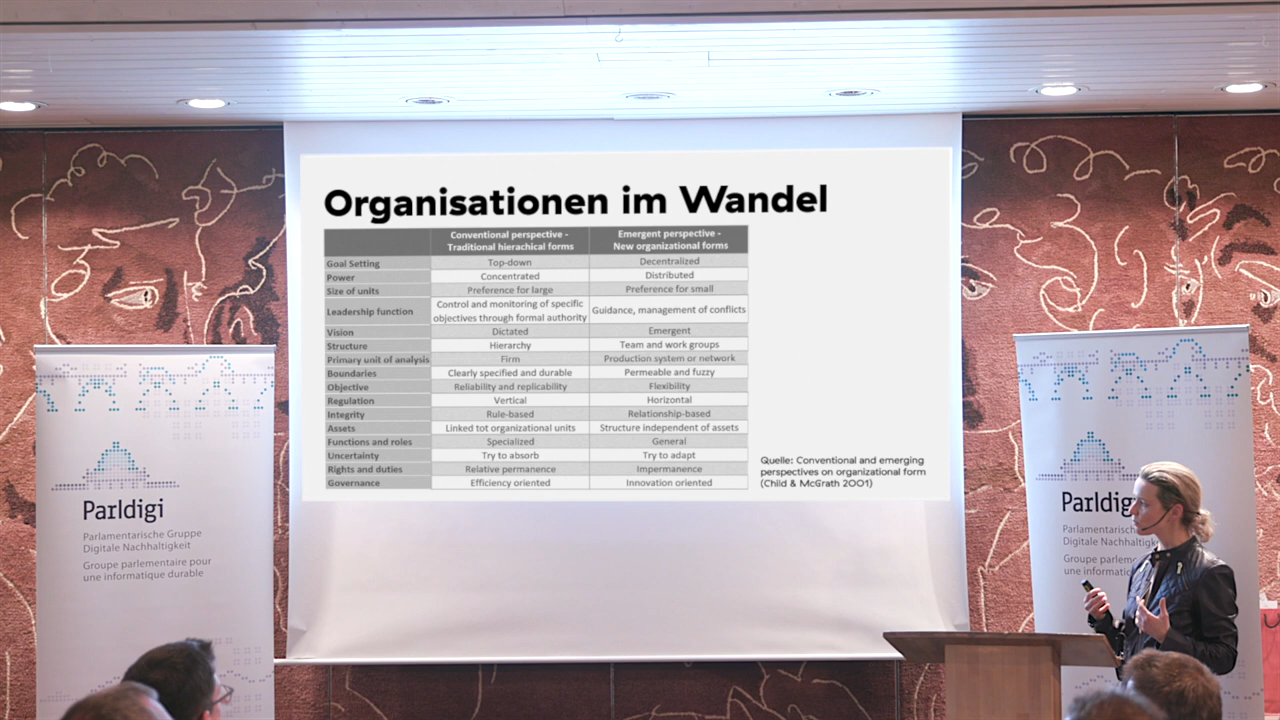 Organisationen im Wandel
Conventional perspective -
Traditional hierachical forms
Emergent perspective -
New organizational forms
Goal Setting Top-down Decentralized
Power Concentrated Distributed
Size of units Preference for large Preference for small
Leadership function Control and monitoring of specific objectives through formal authority Guidance, management of conflicts
Vision Dictated Emergent
Structure Hierarchy Team and work groups
Primary unit of analysis Firm Production system or network
Boundaries Clearly specified and durable Permeable and fuzzy
Objective Reliability and replicability Flexibility
Regulation Vertical Horizontal
Integrity Rule-based Relationship-based
Assets Linked tot organizational units Structure independent of assets
Functions and roles Specialized General
Uncertainty Try to absorb Try to adapt
Rights and duties Relative permanence Impermanence
Governance Efficiency oriented Innovation oriented
Quelle: Conventional and emerging
perspectives on organizational form
(Child & McGrath 2001)
Parldigi
Parlamentarische Gruppe
Digitale Nachhaltigkeit
Groupe parlementaire pour
une informatique durable
Parldig
Parlamentarisch
Digitale Nachhaltigk
Groupe parleme
une informatic